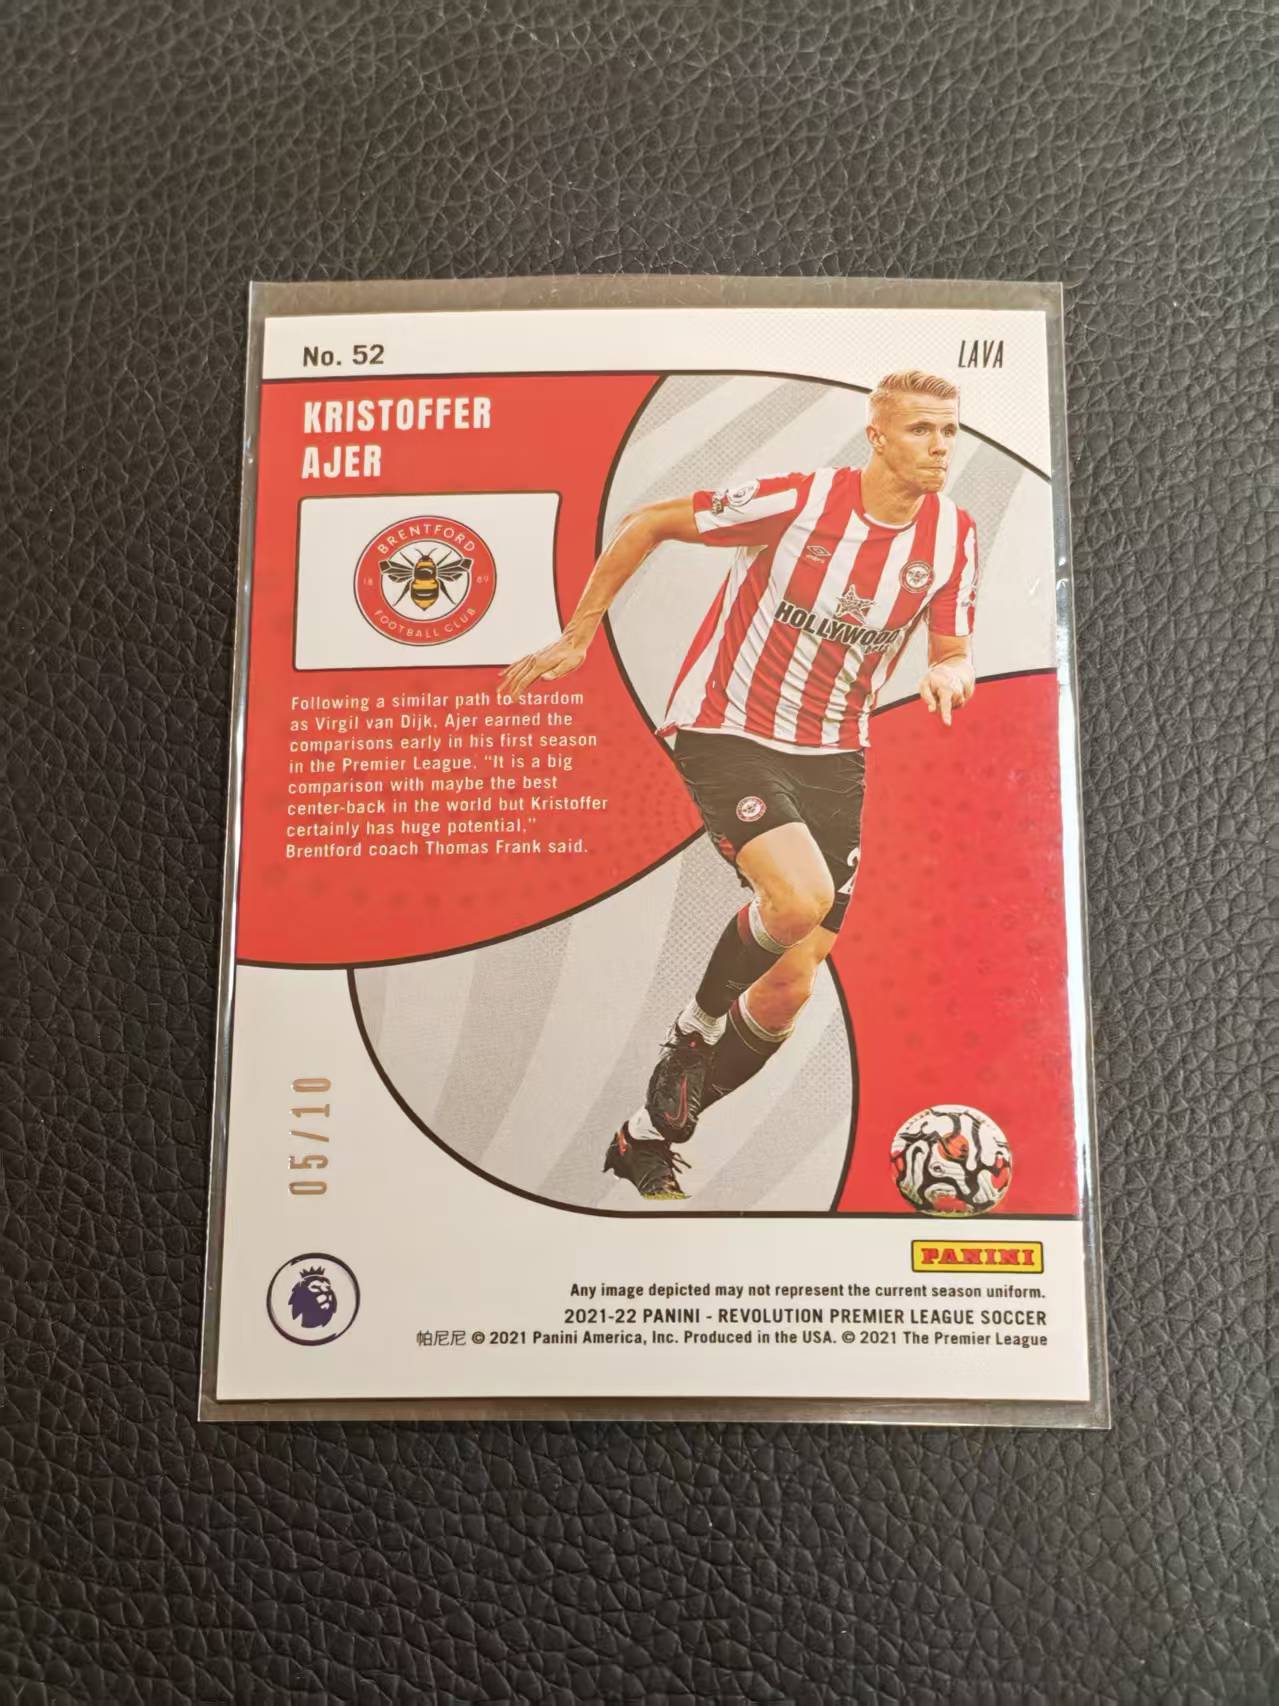 No. 52
LAVA
KRISTOFFER
AJER
BRENTFORD
18 89
FOOTBALL CLUB
HOLLYWOOD
Following a similar path to stardom
as Virgil van Dijk, Ajer earned the
comparisons early in his first season
in the Premier League. "It is a big
comparison with maybe the best
center-back in the world but Kristoffer
certainly has huge potential,"
Brentford coach Thomas Frank said.
2
05/10
PANINI
Any image depicted may not represent the current season uniform.
2021-22 PANINI - REVOLUTION PREMIER LEAGUE SOCCER
帕尼尼 © 2021 Panini America, Inc. Produced in the USA. © 2021 The Premier League